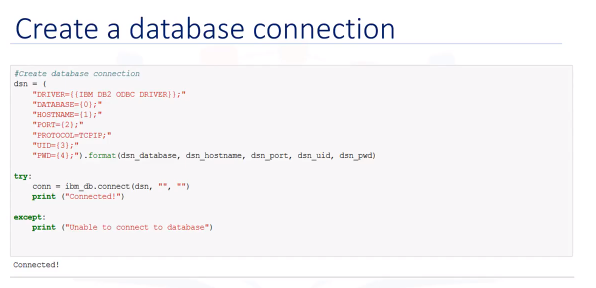 Create a database connection
#Create database connection
dsn = (
"DRIVER={{IBM DB2 ODBC DRIVER}};"
"DATABASE={0};"
"HOSTNAME={1};"
"PORT={2};"
"PROTOCOL=TCPIP;"
"UID={3};"
"PWD={4};").format(dsn_database, dsn_hostname, dsn_port, dsn_uid, dsn_pwd)
try:
conn = ibm_db.connect(dsn, "", "")
print ("Connected!")
except:
print ("Unable to connect to database")
Connected!